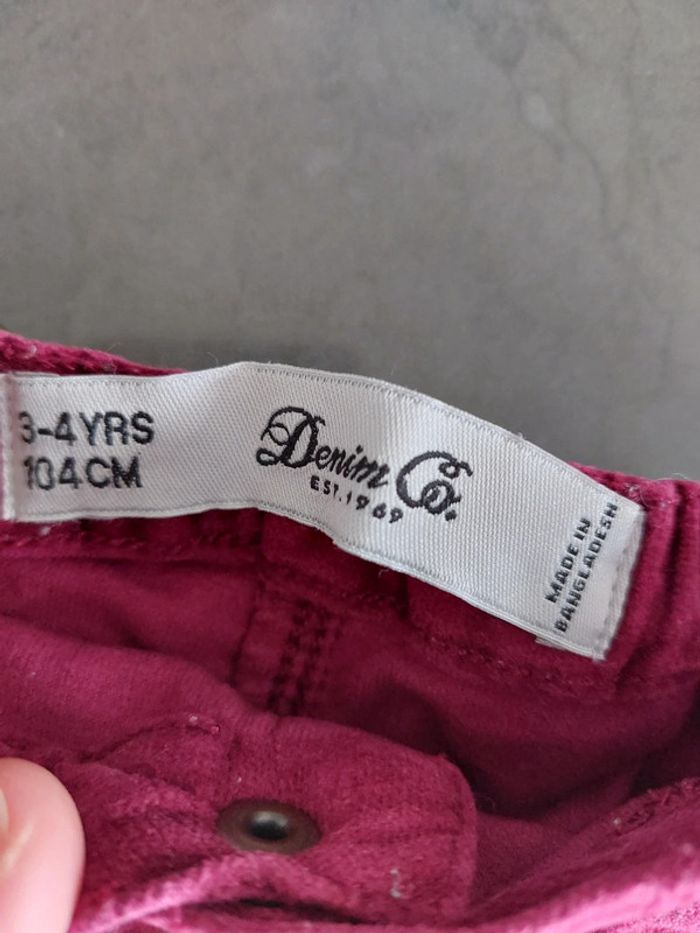 3-4YRS
104CM
Denim Co.
EST. 1969
MADE IN
BANGLADESH